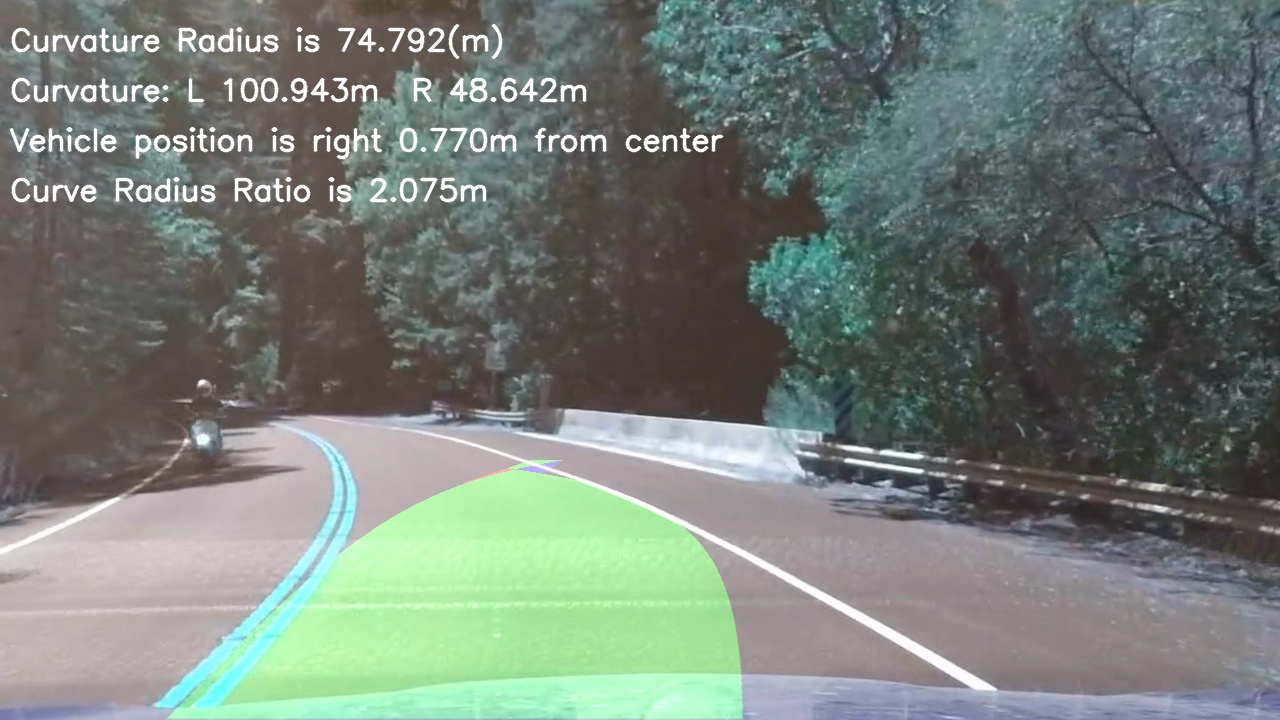 Curvature Radius is 74.792(m)
Curvature: L 100.943m R 48.642m
Vehicle position is right 0.770m from center
Curve Radius Ratio is 2.075m